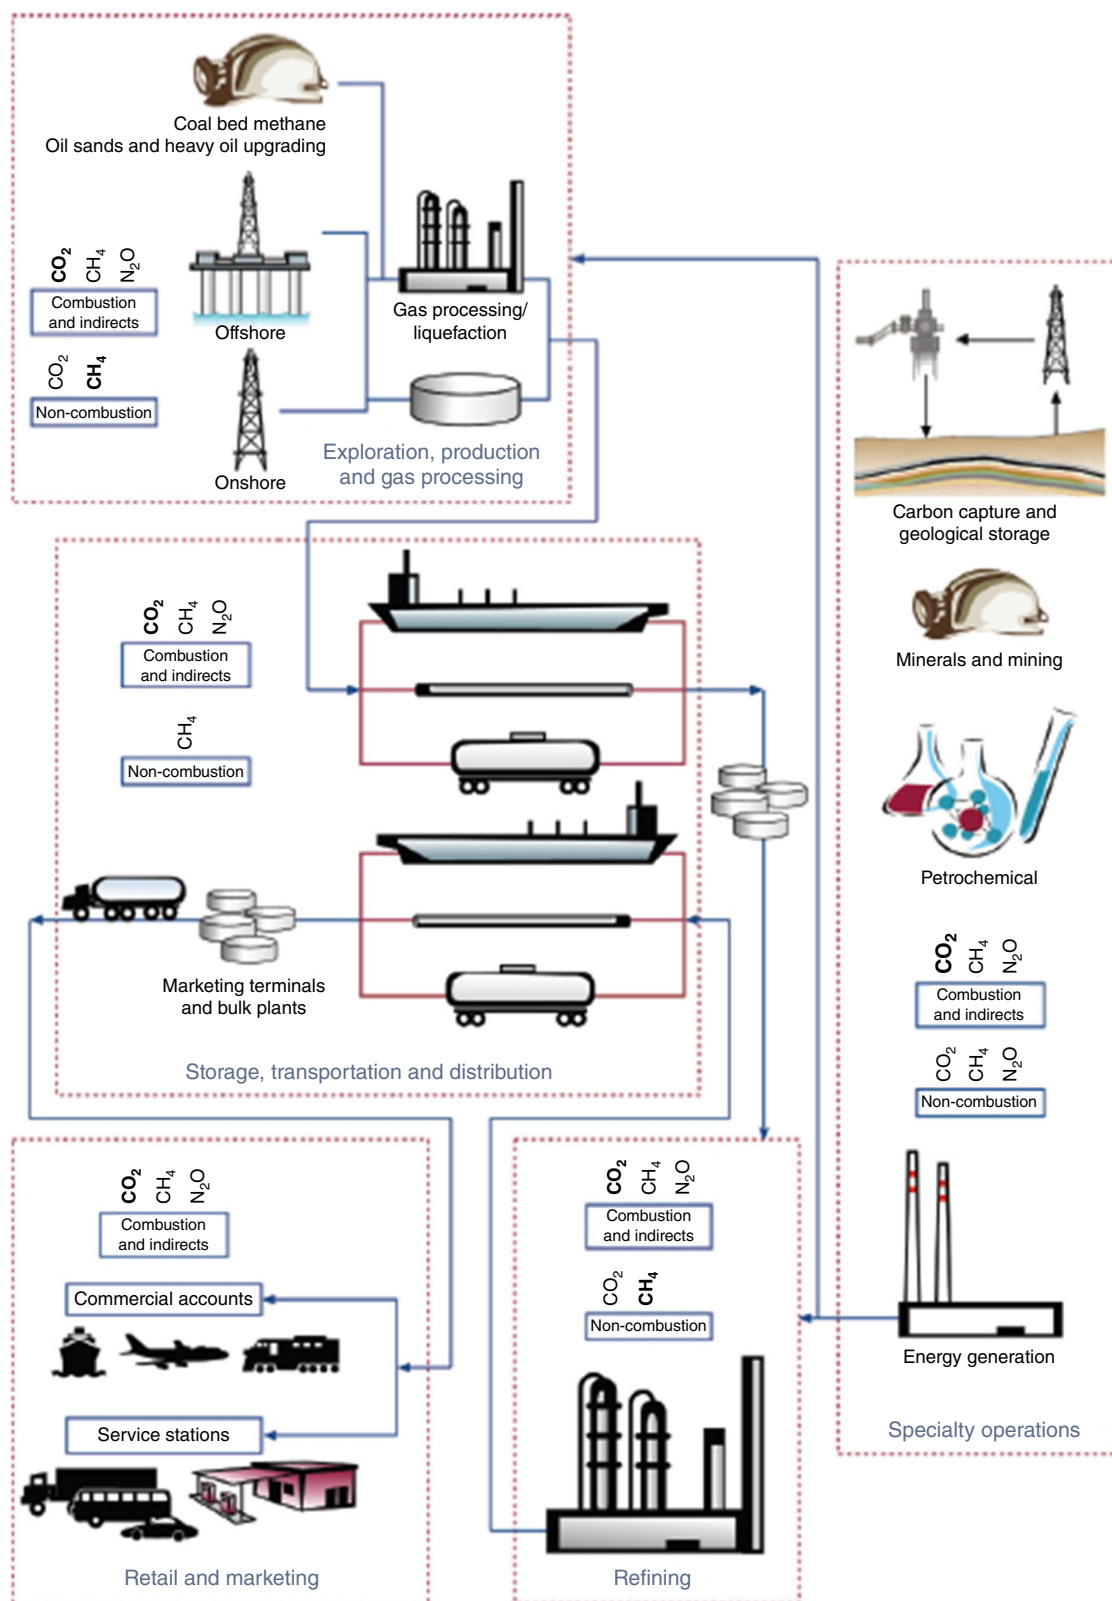 Coal bed methane
Oil sands and heavy oil upgrading
CO₂ CH₄ N₂O
Combustion
and indirects
CO₂ CH₄
Non-combustion
Offshore
Onshore
Gas processing/
liquefaction
Exploration, production
and gas processing
Carbon capture and
geological storage
Minerals and mining
Petrochemical
CO₂ CH₄ N₂O
Combustion
and indirects
CO₂ CH₄ N₂O
Non-combustion
Energy generation
Specialty operations
CO₂ CH₄ N₂O
Combustion
and indirects
CH₄
Non-combustion
Marketing terminals
and bulk plants
Storage, transportation and distribution
CO₂ CH₄ N₂O
Combustion
and indirects
Commercial accounts
Service stations
Retail and marketing
CO₂ CH₄ N₂O
Combustion
and indirects
CO₂ CH₄
Non-combustion
Refining